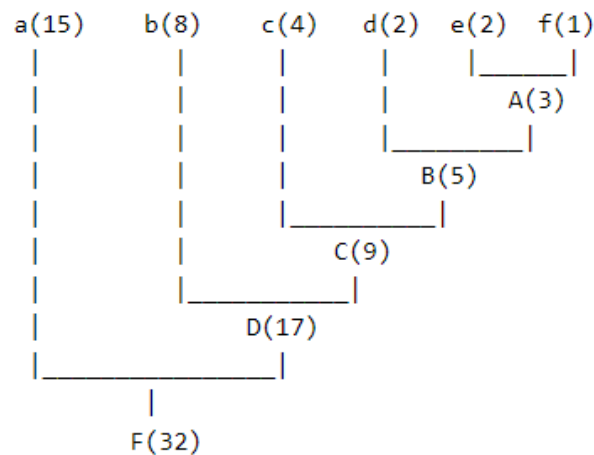 a(15) b(8) c(4) d(2) e(2) f(1)
A(3)
B(5)
C(9)
D(17)
F(32)